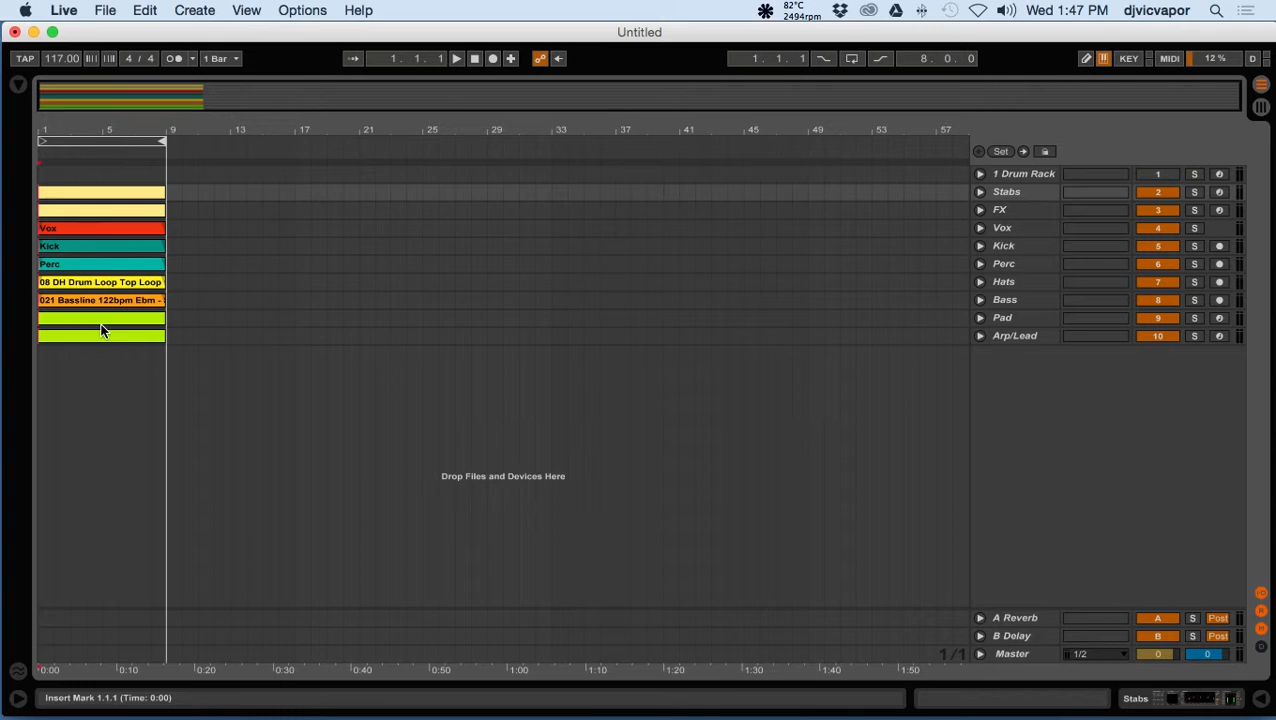 Live File Edit Create View Options Help 82°C 2494rpm Wed 1:47 PM djvicvapor
Untitled
TAP 117.00 4 / 4 1 Bar 1. 1. 1 1. 1. 1 8. 0. 0 KEY MIDI 12 % D
1 5 9 13 17 21 25 29 33 37 41 45 49 53 57
Set
1 Drum Rack 1 S
Stabs 2 S
FX 3 S
Vox Vox 4 S
Kick Kick 5 S
Perc Perc 6 S
08 DH Drum Loop Top Loop Hats 7 S
021 Bassline 122bpm Ebm - Bass 8 S
Pad 9 S
Arp/Lead 10 S
Drop Files and Devices Here
A Reverb A S Post
B Delay B S Post
1/1 Master 1/2 0 0
0:00 0:10 0:20 0:30 0:40 0:50 1:00 1:10 1:20 1:30 1:40 1:50
Insert Mark 1.1.1 (Time: 0:00) Stabs